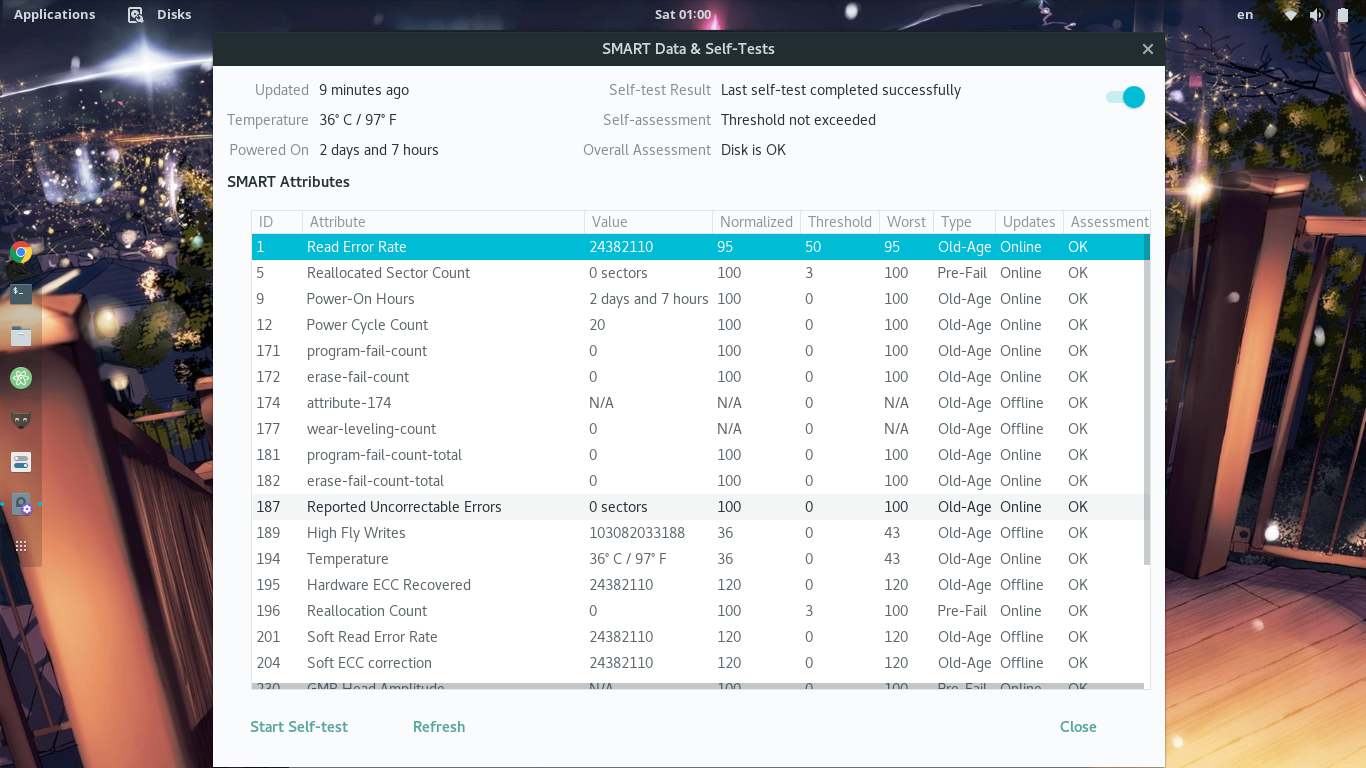 Applications Disks Sat 01:00 en
SMART Data & Self-Tests
Updated 9 minutes ago Self-test Result Last self-test completed successfully
Temperature 36° C / 97° F Self-assessment Threshold not exceeded
Powered On 2 days and 7 hours Overall Assessment Disk is OK
SMART Attributes
ID Attribute Value Normalized Threshold Worst Type Updates Assessment
1 Read Error Rate 24382110 95 50 95 Old-Age Online OK
5 Reallocated Sector Count 0 sectors 100 3 100 Pre-Fail Online OK
9 Power-On Hours 2 days and 7 hours 100 0 100 Old-Age Online OK
12 Power Cycle Count 20 100 0 100 Old-Age Online OK
171 program-fail-count 0 100 0 100 Old-Age Online OK
172 erase-fail-count 0 100 0 100 Old-Age Online OK
174 attribute-174 N/A N/A 0 N/A Old-Age Offline OK
177 wear-leveling-count 0 N/A 0 N/A Old-Age Offline OK
181 program-fail-count-total 0 100 0 100 Old-Age Online OK
182 erase-fail-count-total 0 100 0 100 Old-Age Online OK
187 Reported Uncorrectable Errors 0 sectors 100 0 100 Old-Age Online OK
189 High Fly Writes 103082033188 36 0 43 Old-Age Offline OK
194 Temperature 36° C / 97° F 36 0 43 Old-Age Online OK
195 Hardware ECC Recovered 24382110 120 0 120 Old-Age Offline OK
196 Reallocation Count 0 100 3 100 Pre-Fail Online OK
201 Soft Read Error Rate 24382110 120 0 120 Old-Age Offline OK
204 Soft ECC correction 24382110 120 0 120 Old-Age Offline OK
230 GMR Head Amplitude N/A 100 0 100 Pre-Fail Online OK
Start Self-test Refresh Close